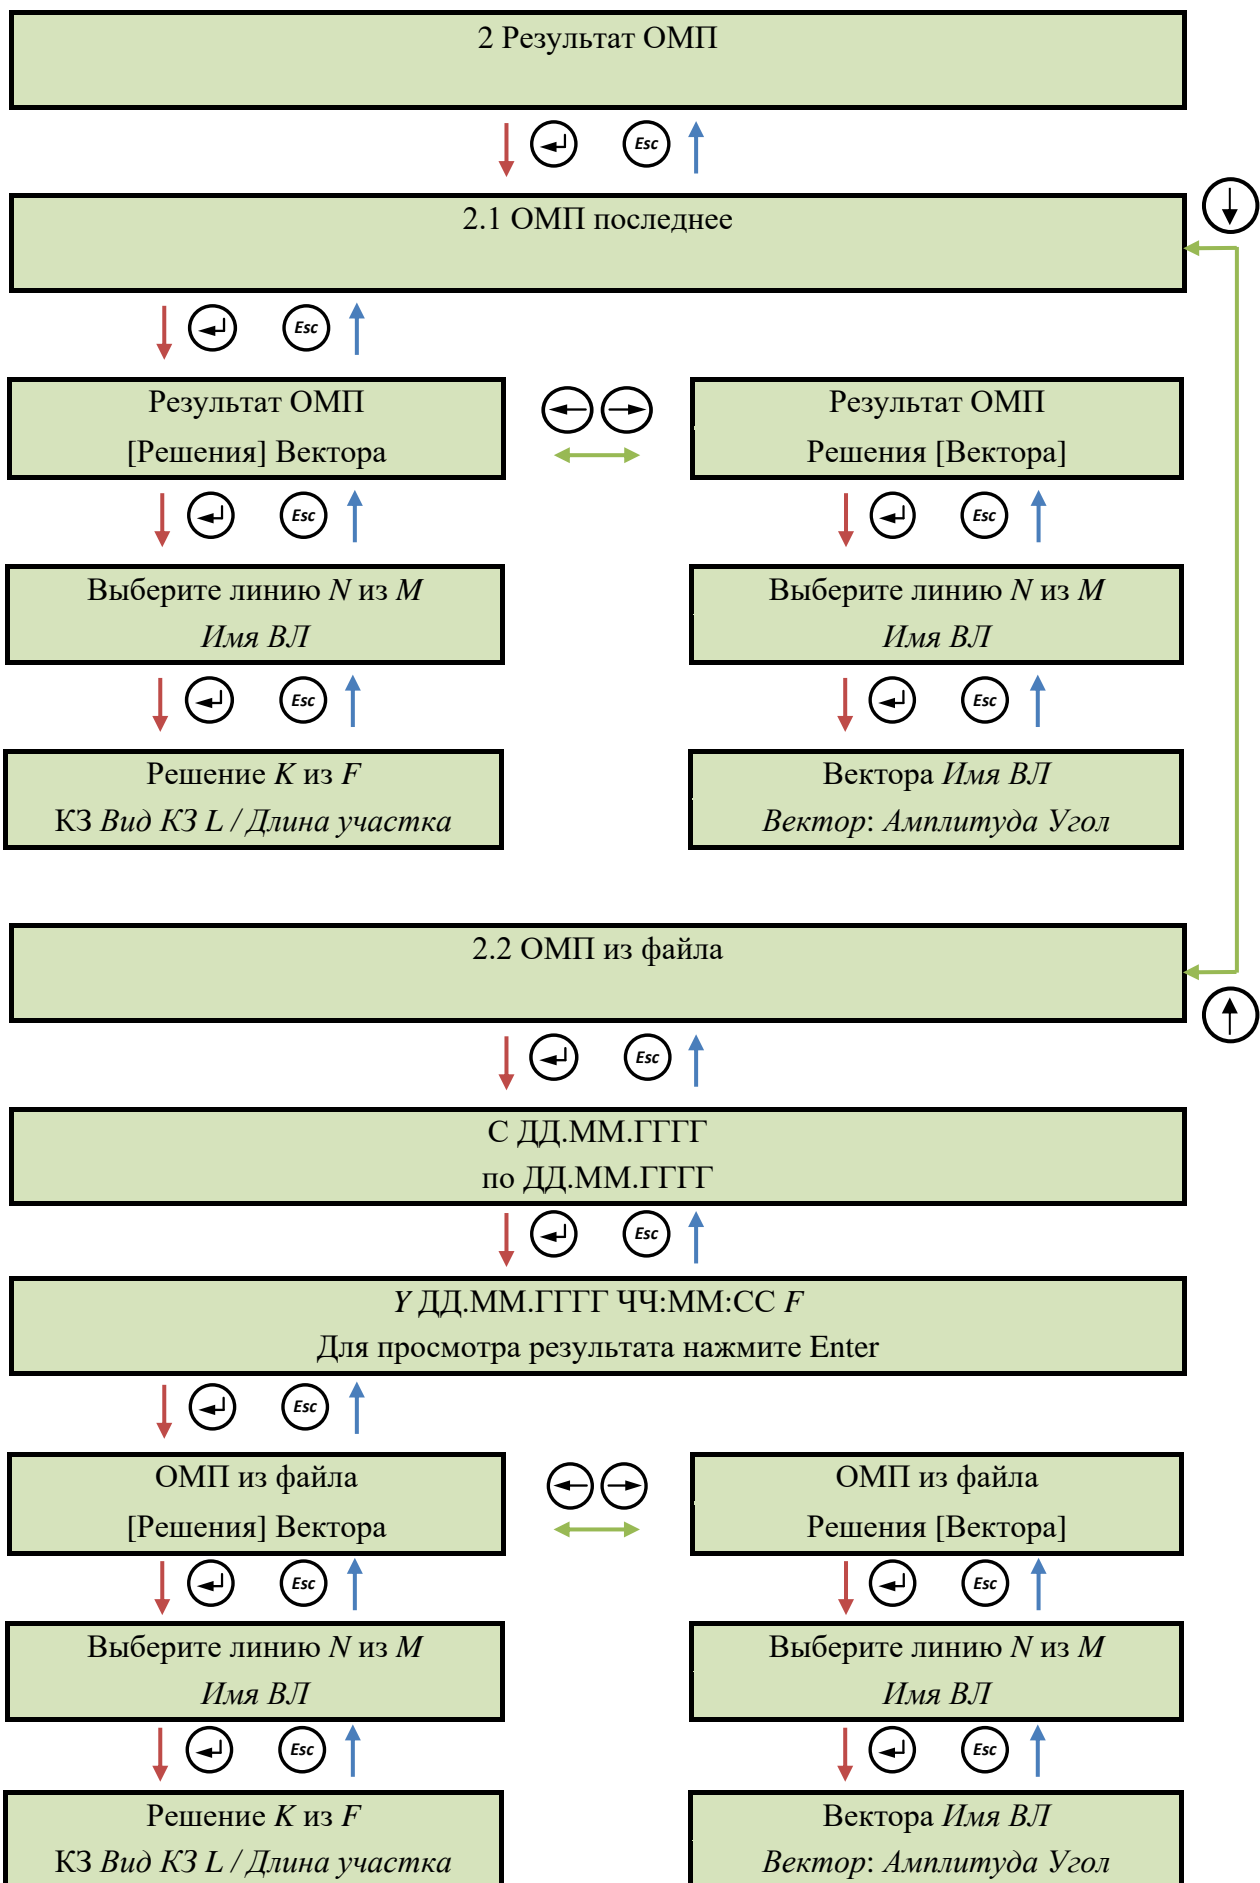 2 Результат ОМП
Esc
2.1 ОМП последнее
Esc
Результат ОМП
[Решения] Вектора
Результат ОМП
Решения [Вектора]
Esc
Esc
Выберите линию N из M
Имя ВЛ
Выберите линию N из M
Имя ВЛ
Esc
Esc
Решение K из F
КЗ Вид КЗ L / Длина участка
Вектора Имя ВЛ
Вектор: Амплитуда Угол
2.2 ОМП из файла
Esc
С ДД.ММ.ГГГГ
по ДД.ММ.ГГГГ
Esc
Y ДД.ММ.ГГГГ ЧЧ:ММ:СС F
Для просмотра результата нажмите Enter
Esc
ОМП из файла
[Решения] Вектора
ОМП из файла
Решения [Вектора]
Esc
Esc
Выберите линию N из M
Имя ВЛ
Выберите линию N из M
Имя ВЛ
Esc
Esc
Решение K из F
КЗ Вид КЗ L / Длина участка
Вектора Имя ВЛ
Вектор: Амплитуда Угол